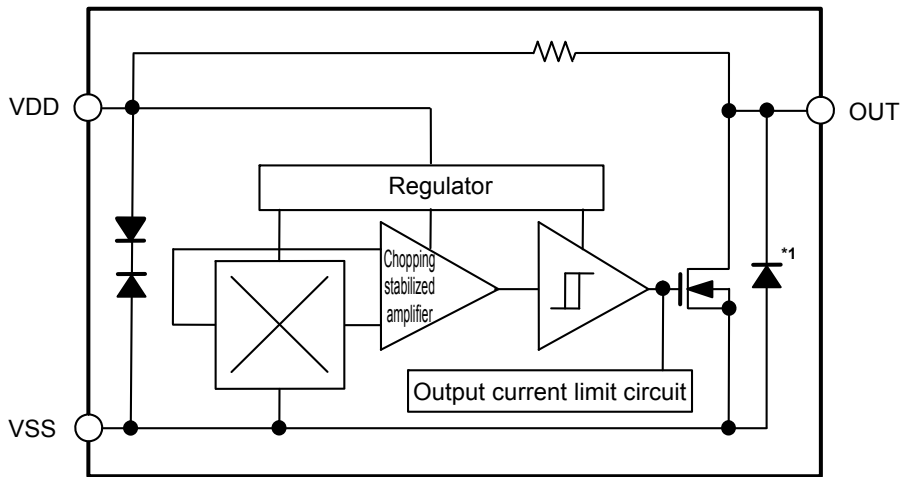 VDD
OUT
Regulator
Chopping
stabilized
amplifier
*1
Output current limit circuit
VSS